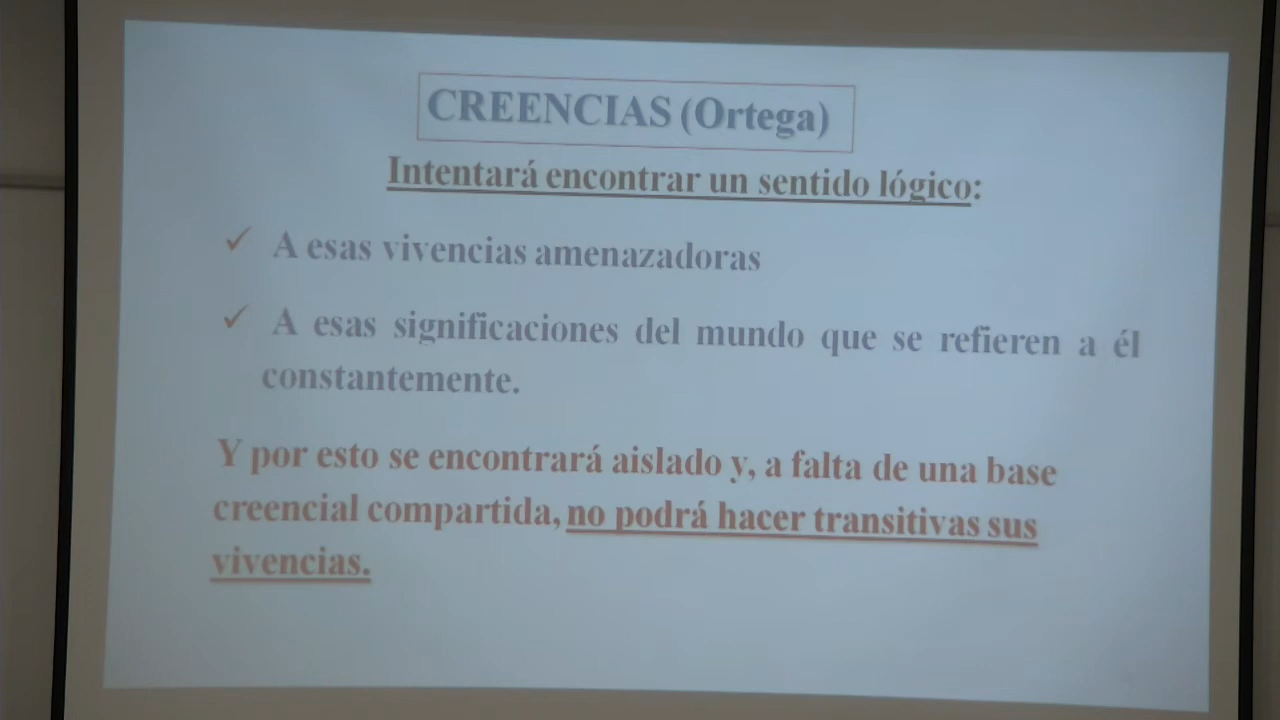 CREENCIAS (Ortega)
Intentará encontrar un sentido lógico:
✓ A esas vivencias amenazadoras
✓ A esas significaciones del mundo que se refieren a él
constantemente.
Y por esto se encontrará aislado y, a falta de una base
creencial compartida, no podrá hacer transitivas sus
vivencias.